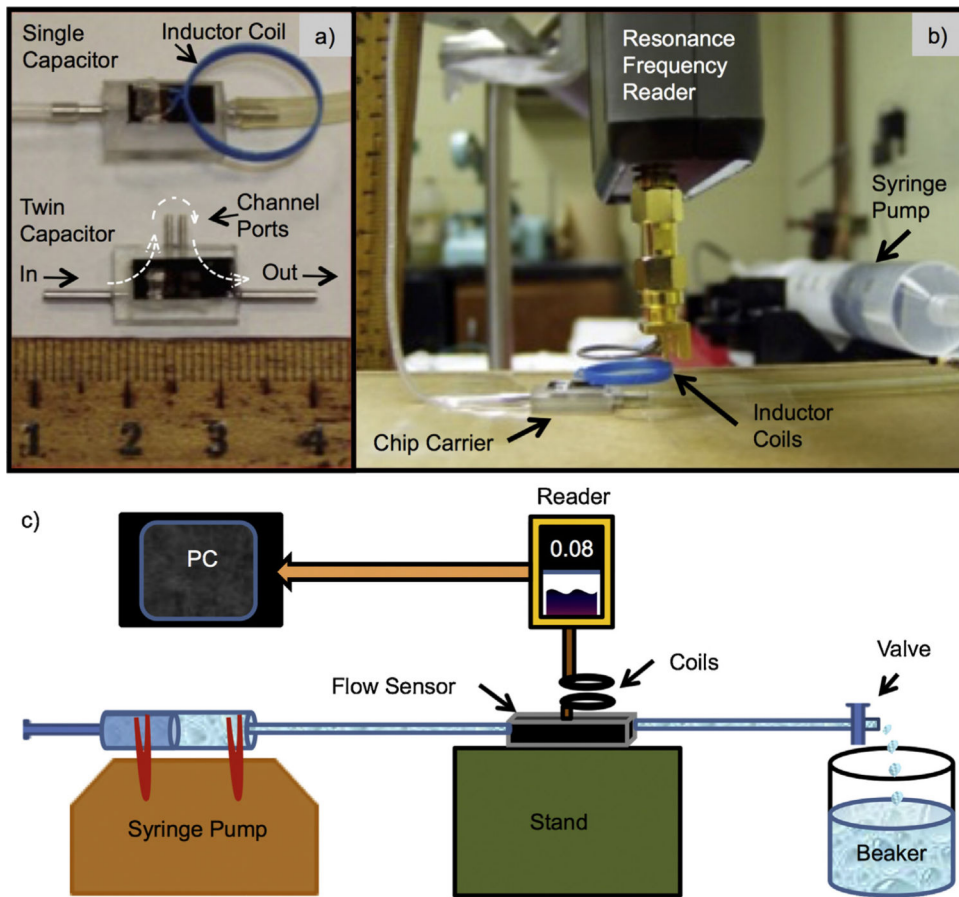 Single
Capacitor
Inductor Coil
a)
Twin
Capacitor
Channel
Ports
In
Out
1 2 3 4
b)
Resonance
Frequency
Reader
Syringe
Pump
Chip Carrier
Inductor
Coils
c)
PC
Reader
0.08
Flow Sensor
Coils
Valve
Syringe Pump
Stand
Beaker